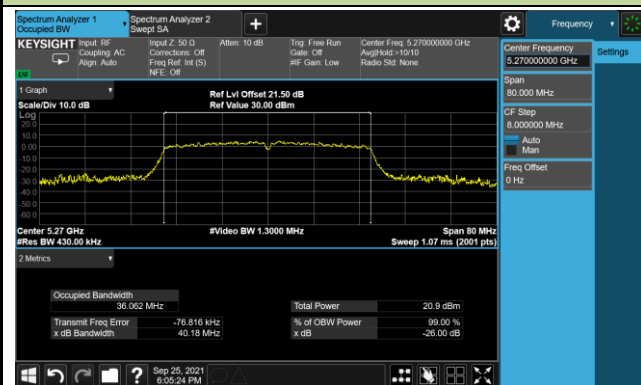 Spectrum Analyzer 1
Occupied BW
Spectrum Analyzer 2
Swept SA
+
Frequency
KEYSIGHT
Input: RF
Coupling: AC
Align: Auto
Input Z: 50 Ω
Corrections: Off
Freq Ref: Int (S)
NFE: Off
Atten: 10 dB
Trig: Free Run
Gate: Off
#IF Gain: Low
Center Freq: 5.270000000 GHz
Avg|Hold:>10/10
Radio Std: None
Center Frequency
5.270000000 GHz
Settings
Span
80.000 MHz
CF Step
8.000000 MHz
Auto
Man
Freq Offset
0 Hz
1 Graph
Scale/Div 10.0 dB
Ref Lvl Offset 21.50 dB
Ref Value 30.00 dBm
Log
20.0
10.0
0.00
-10.0
-20.0
-30.0
-40.0
-50.0
-60.0
Center 5.27 GHz
#Res BW 430.00 kHz
#Video BW 1.3000 MHz
Span 80 MHz
Sweep 1.07 ms (2001 pts)
2 Metrics
Occupied Bandwidth
36.062 MHz
Total Power 20.9 dBm
Transmit Freq Error -76.816 kHz
% of OBW Power 99.00 %
x dB Bandwidth 40.18 MHz
x dB -26.00 dB
?
Sep 25, 2021
6:05:24 PM